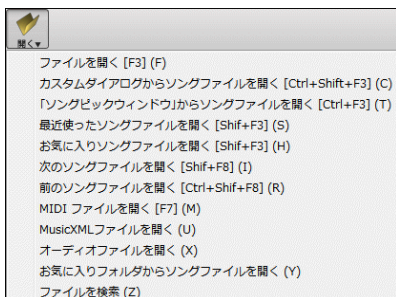 開く▼
ファイルを開く [F3] (F)
カスタムダイアログからソングファイルを開く [Ctrl+Shift+F3] (C)
「ソングピックウィンドウ」からソングファイルを開く [Ctrl+F3] (T)
最近使ったソングファイルを開く [Shif+F3] (S)
お気に入りソングファイルを開く [Shif+F3] (H)
次のソングファイルを開く [Shif+F8] (I)
前のソングファイルを開く [Ctrl+Shif+F8] (R)
MIDI ファイルを開く [F7] (M)
MusicXMLファイルを開く (U)
オーディオファイルを開く (X)
お気に入りフォルダからソングファイルを開く (Y)
ファイルを検索 (Z)